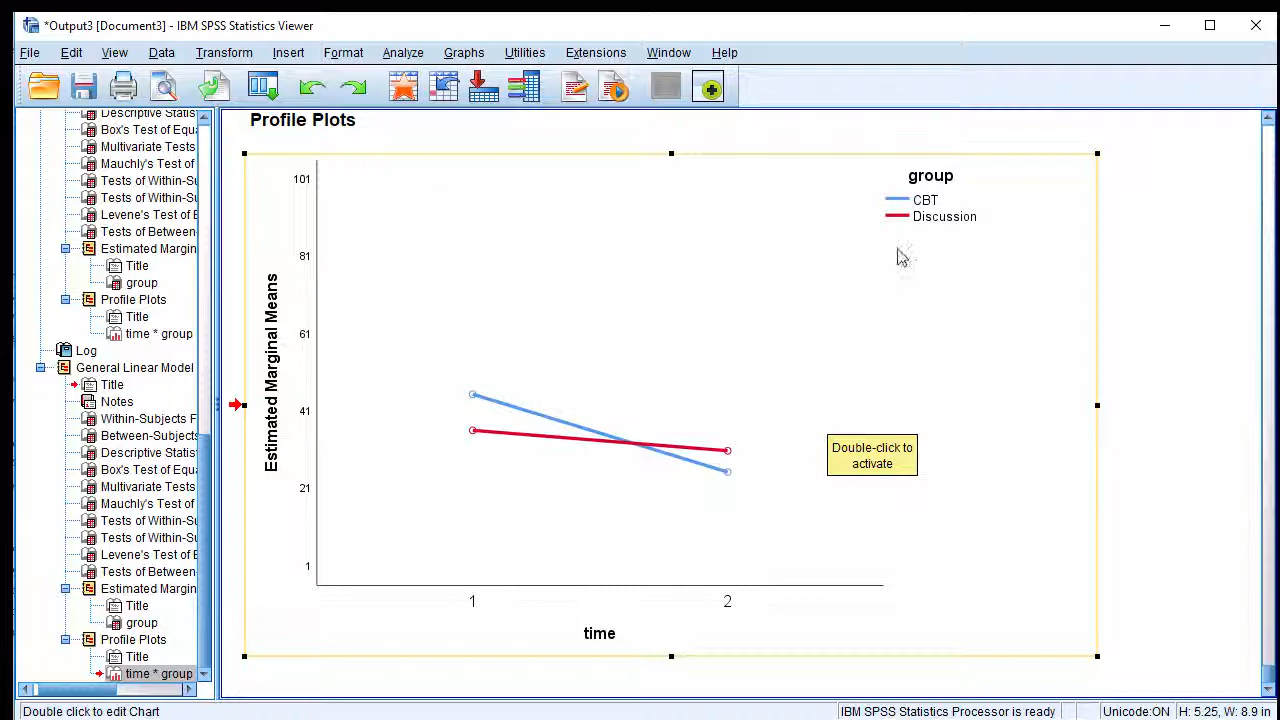 *Output3 [Document3] - IBM SPSS Statistics Viewer
File Edit View Data Transform Insert Format Analyze Graphs Utilities Extensions Window Help
Descriptive Statis
Box's Test of Equa
Multivariate Tests
Mauchly's Test of
Tests of Within-Su
Tests of Within-Su
Levene's Test of E
Tests of Between-
Estimated Margin
Title
group
Profile Plots
Title
time * group
Log
General Linear Model
Title
Notes
Within-Subjects F
Between-Subjects
Descriptive Statis
Box's Test of Equa
Multivariate Tests
Mauchly's Test of
Tests of Within-Su
Tests of Within-Su
Levene's Test of E
Tests of Between-
Estimated Margin
Title
group
Profile Plots
Title
time * group
Profile Plots
group
CBT
Discussion
Estimated Marginal Means
101
81
61
41
21
1
1 2
time
Double-click to
activate
Double click to edit Chart
IBM SPSS Statistics Processor is ready
Unicode:ON
H: 5.25, W: 8.9 in